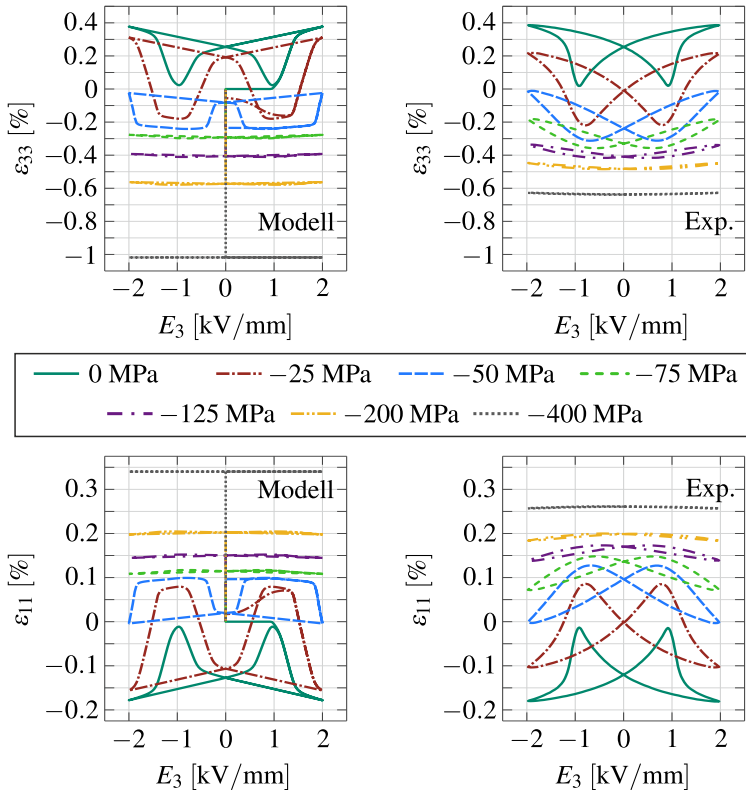 0.4
0.2
0
−0.2
−0.4
−0.6
−0.8
−1
ε33 [%]
Modell
−2 −1 0 1 2
E3 [kV/mm]
0.4
0.2
0
−0.2
−0.4
−0.6
−0.8
−1
ε33 [%]
Exp.
−2 −1 0 1 2
E3 [kV/mm]
0 MPa −25 MPa −50 MPa −75 MPa
−125 MPa −200 MPa −400 MPa
0.3
0.2
0.1
0
−0.1
−0.2
ε11 [%]
Modell
−2 −1 0 1 2
E3 [kV/mm]
0.3
0.2
0.1
0
−0.1
−0.2
ε11 [%]
Exp.
−2 −1 0 1 2
E3 [kV/mm]